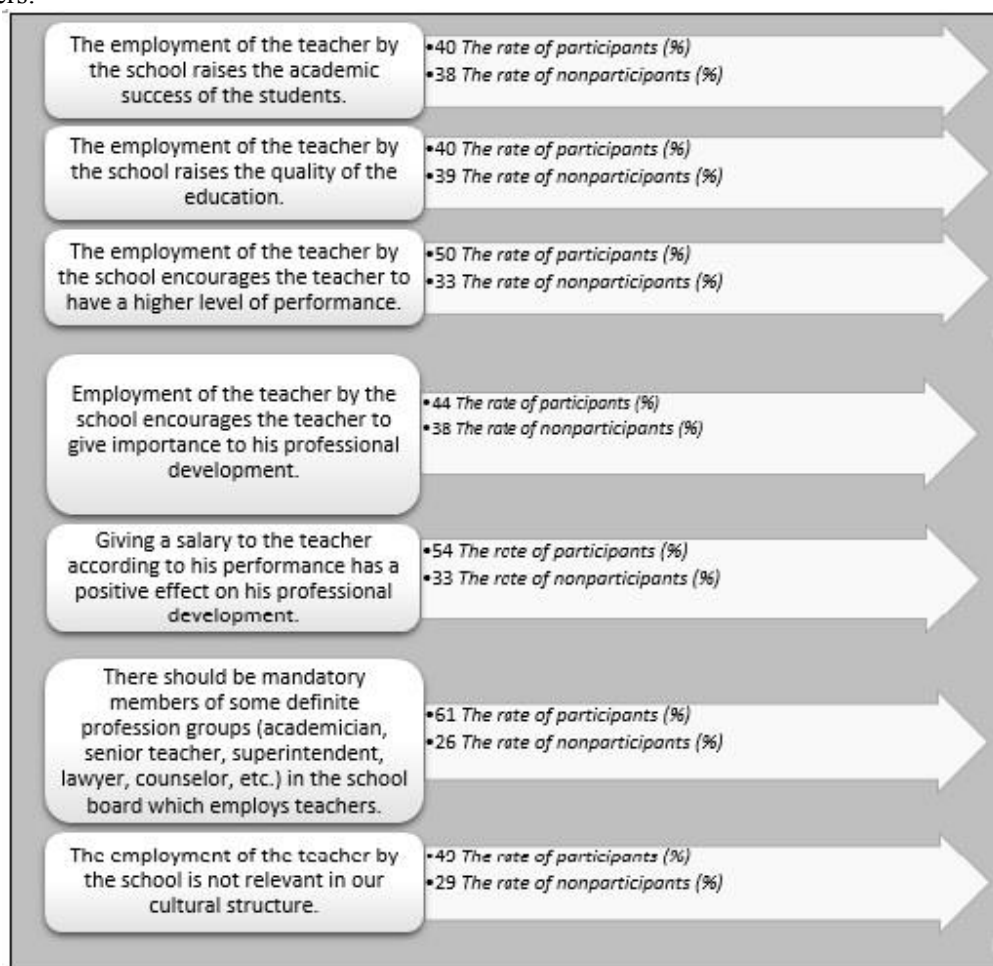 ers.
The employment of the teacher by
the school raises the academic
success of the students.
•40 The rate of participants (%)
•38 The rate of nonparticipants (%)
The employment of the teacher by
the school raises the quality of the
education.
•40 The rate of participants (%)
•39 The rate of nonparticipants (%)
The employment of the teacher by
the school encourages the teacher to
have a higher level of performance.
•50 The rate of participants (%)
•33 The rate of nonparticipants (%)
Employment of the teacher by the
school encourages the teacher to
give importance to his professional
development.
•44 The rate of participants (%)
•38 The rate of nonparticipants (%)
Giving a salary to the teacher
according to his performance has a
positive effect on his professional
development.
•54 The rate of participants (%)
•33 The rate of nonparticipants (%)
There should be mandatory
members of some definite
profession groups (academician,
senior teacher, superintendent,
lawyer, counselor, etc.) in the school
board which employs teachers.
•61 The rate of participants (%)
•26 The rate of nonparticipants (%)
The employment of the teacher by
the school is not relevant in our
cultural structure.
The rate of participants (%)
•29 The rate of nonparticipants (%)